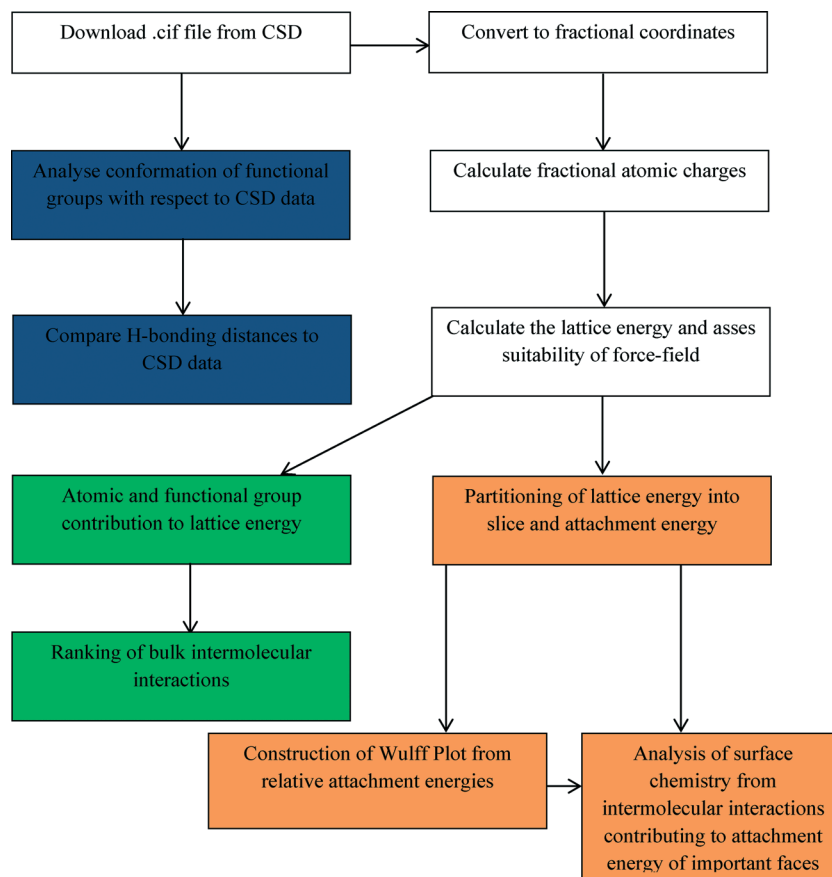 Download .cif file from CSD
Convert to fractional coordinates
Analyse conformation of functional
groups with respect to CSD data
Calculate fractional atomic charges
Compare H-bonding distances to
CSD data
Calculate the lattice energy and asses
suitability of force-field
Atomic and functional group
contribution to lattice energy
Partitioning of lattice energy into
slice and attachment energy
Ranking of bulk intermolecular
interactions
Construction of Wulff Plot from
relative attachment energies
Analysis of surface
chemistry from
intermolecular interactions
contributing to attachment
energy of important faces